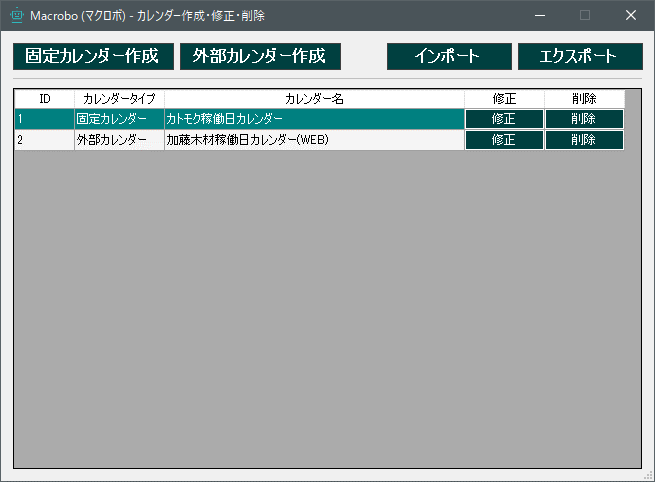 Macrobo (マクロボ) - カレンダー作成・修正・削除
固定カレンダー作成 外部カレンダー作成 インポート エクスポート
ID カレンダータイプ カレンダー名 修正 削除
1 固定カレンダー カトモク稼働日カレンダー 修正 削除
2 外部カレンダー 加藤木材稼働日カレンダー(WEB) 修正 削除